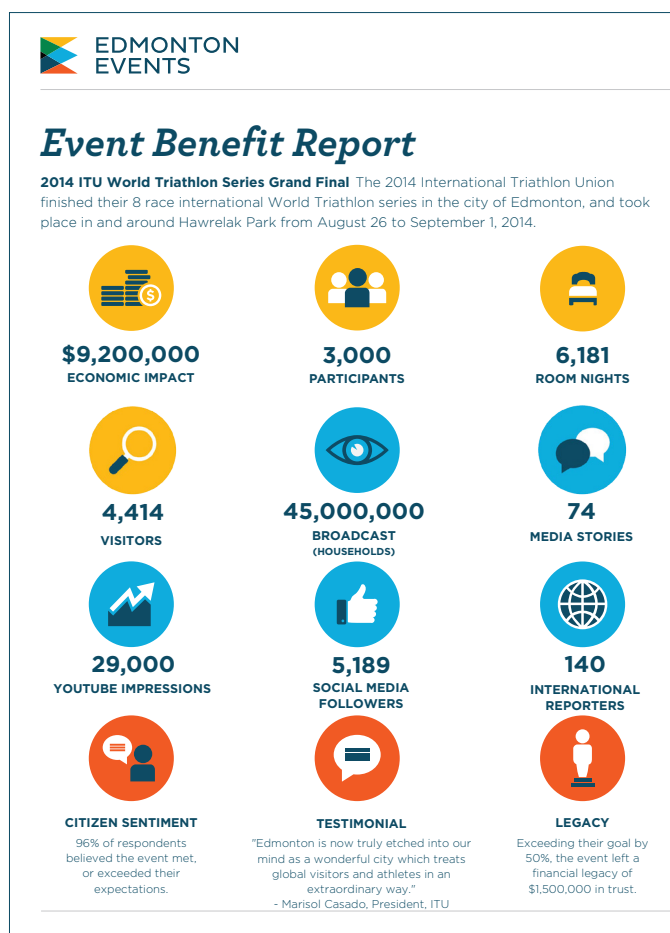 EDMONTON
EVENTS
Event Benefit Report
2014 ITU World Triathlon Series Grand Final The 2014 International Triathlon Union
finished their 8 race international World Triathlon series in the city of Edmonton, and took
place in and around Hawrelak Park from August 26 to September 1, 2014.
$
$9,200,000
ECONOMIC IMPACT
3,000
PARTICIPANTS
6,181
ROOM NIGHTS
4,414
VISITORS
45,000,000
BROADCAST
(HOUSEHOLDS)
74
MEDIA STORIES
29,000
YOUTUBE IMPRESSIONS
5,189
SOCIAL MEDIA
FOLLOWERS
140
INTERNATIONAL
REPORTERS
CITIZEN SENTIMENT
96% of respondents
believed the event met,
or exceeded their
expectations.
TESTIMONIAL
"Edmonton is now truly etched into our
mind as a wonderful city which treats
global visitors and athletes in an
extraordinary way."
- Marisol Casado, President, ITU
LEGACY
Exceeding their goal by
50%, the event left a
financial legacy of
$1,500,000 in trust.